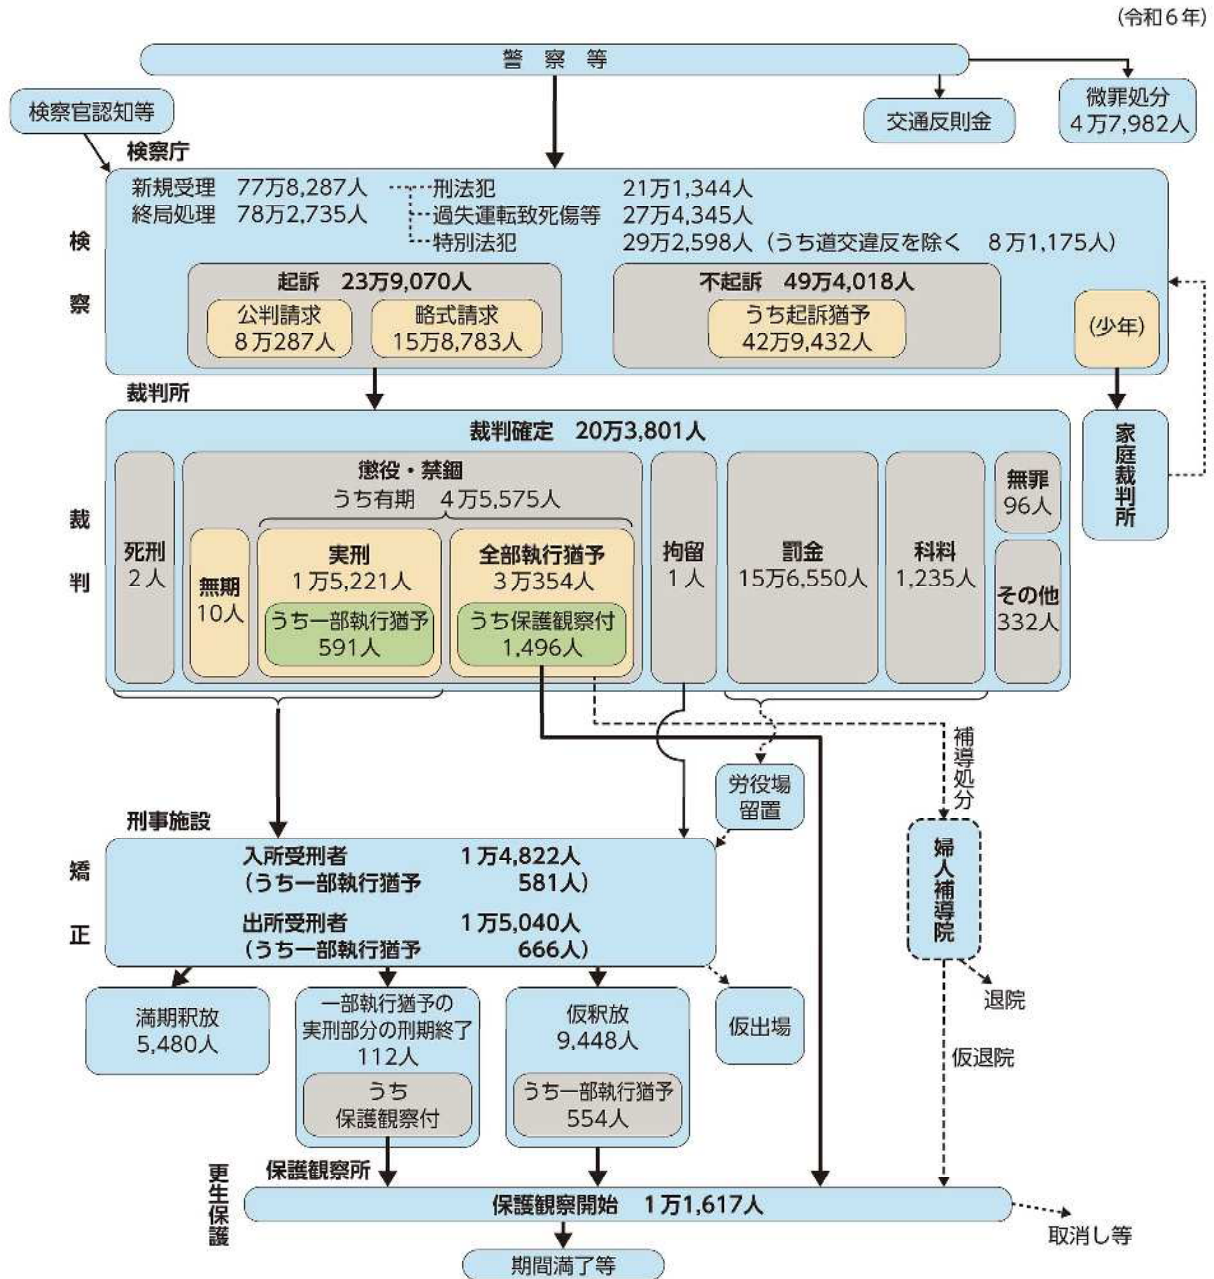 (令和6年)
警 察 等
検察官認知等
交通反則金
微罪処分
4万7,982人
検察庁
検察
新規受理 77万8,287人
終局処理 78万2,735人
刑法犯 21万1,344人
過失運転致死傷等 27万4,345人
特別法犯 29万2,598人(うち道交違反を除く 8万1,175人)
起訴 23万9,070人
公判請求
8万287人
略式請求
15万8,783人
不起訴 49万4,018人
うち起訴猶予
42万9,432人
(少年)
裁判所
裁判
裁判確定 20万3,801人
家庭裁判所
死刑
2人
懲役・禁錮
うち有期 4万5,575人
無期
10人
実刑
1万5,221人
うち一部執行猶予
591人
全部執行猶予
3万354人
うち保護観察付
1,496人
拘留
1人
罰金
15万6,550人
科料
1,235人
無罪
96人
その他
332人
補導処分
労役場
留置
刑事施設
矯正
入所受刑者 1万4,822人
(うち一部執行猶予 581人)
出所受刑者 1万5,040人
(うち一部執行猶予 666人)
婦人補導院
退院
仮退院
満期釈放
5,480人
一部執行猶予の
実刑部分の刑期終了
112人
うち
保護観察付
仮釈放
9,448人
うち一部執行猶予
554人
仮出場
更生保護
保護観察所
保護観察開始 1万1,617人
取消し等
期間満了等